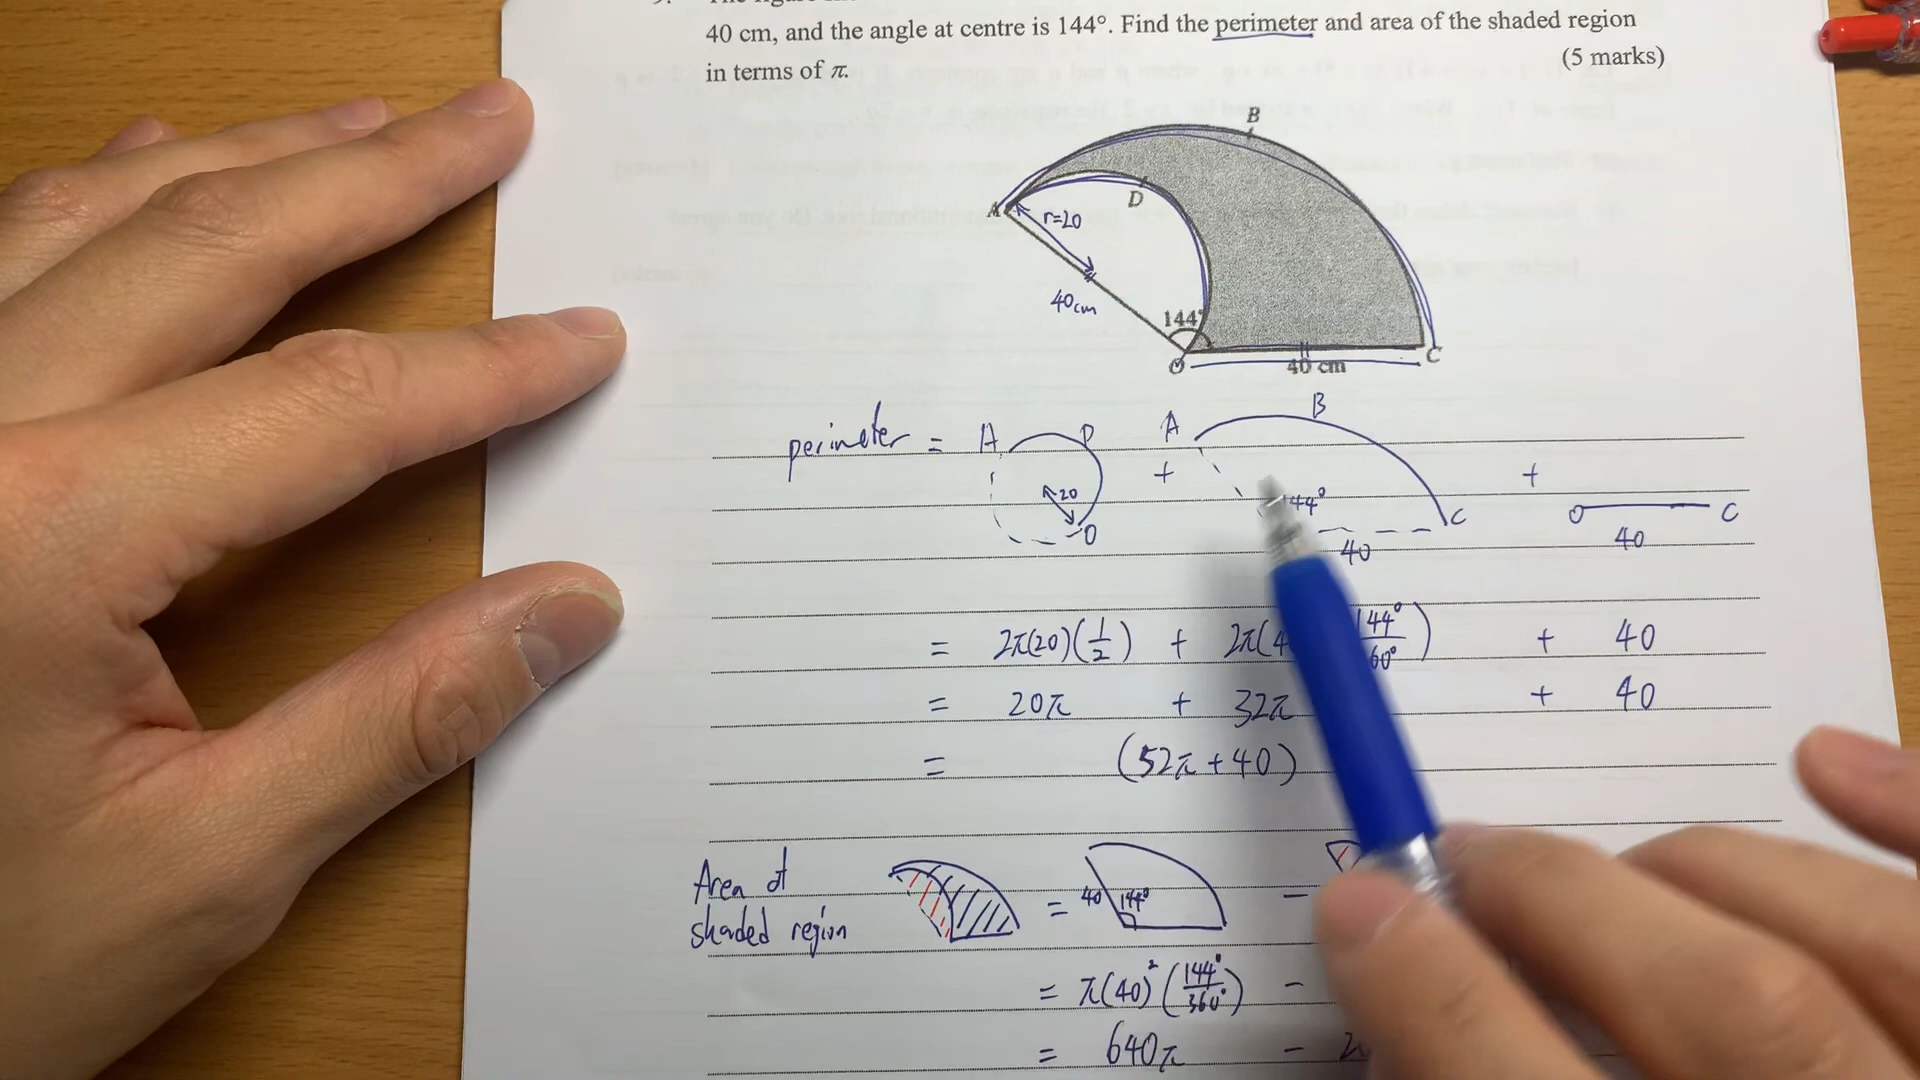 40 cm, and the angle at centre is 144°. Find the perimeter and area of the shaded region
in terms of π. (5 marks)
B
A D
r=20
40cm
144°
O 40 cm C
perimeter = A D + A B +
20 144° C O C
O 40 40
= 2π(20)(1/2) + 2π(4 144°/60°) + 40
= 20π + 32π + 40
= (52π + 40)
Area of
shaded region = 40 144° -
= π(40)²(144°/360°) -
= 640π - 2